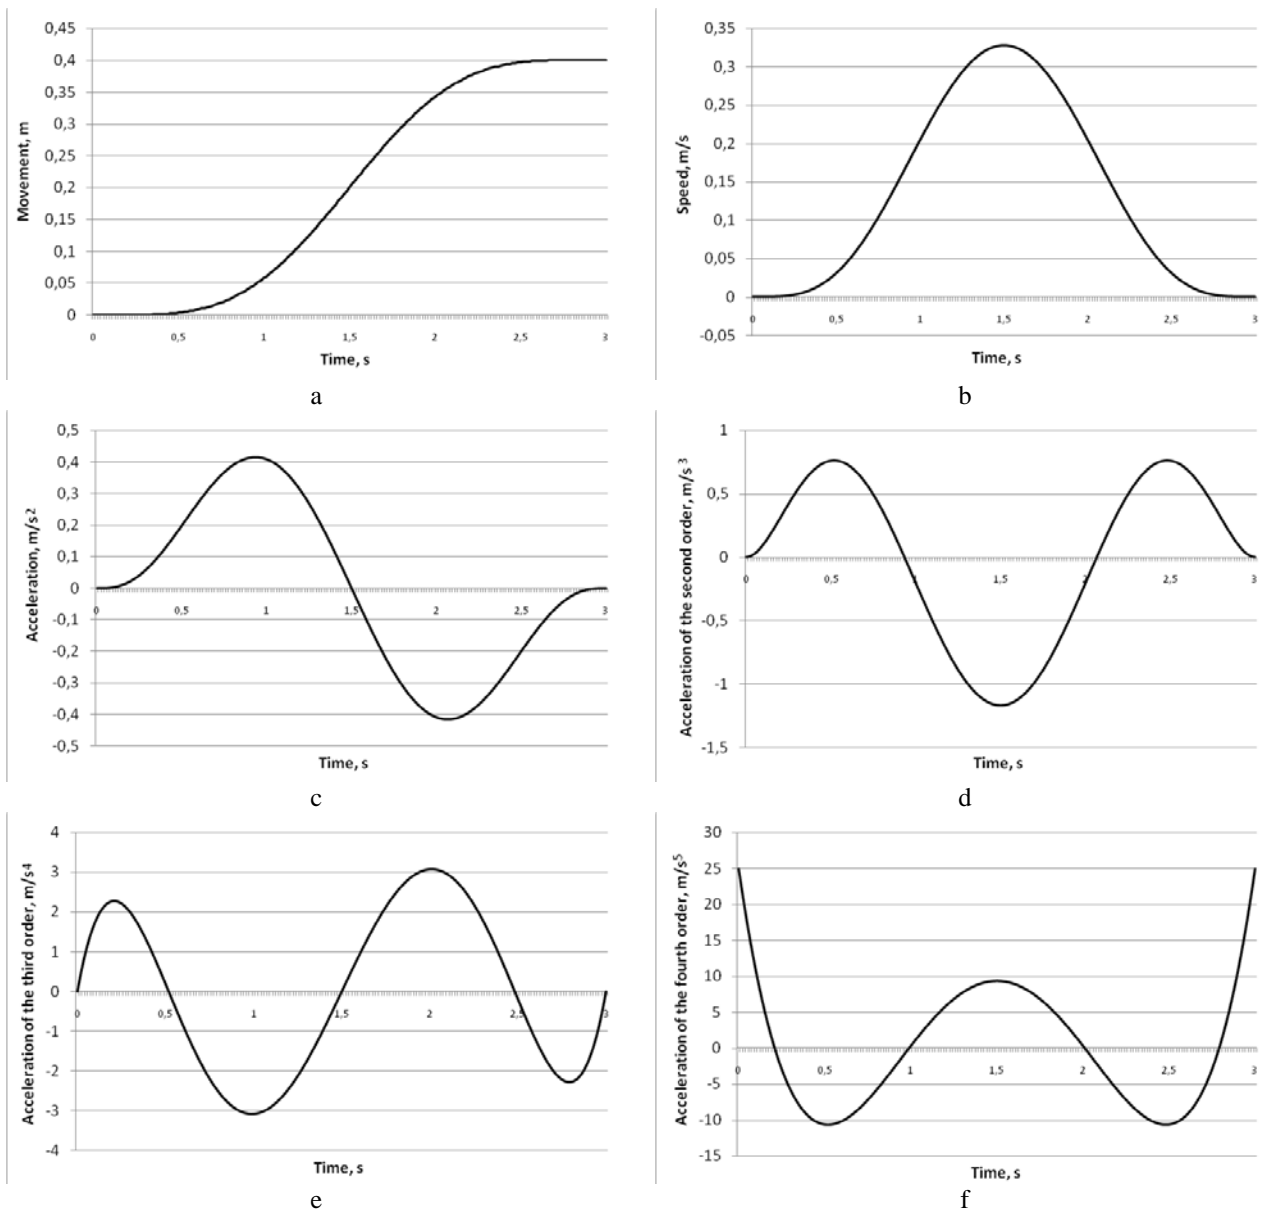 0,45
0,4
0,35
0,3
0,25
0,2
0,15
0,1
0,05
0
Movement, m
0 0,5 1 1,5 2 2,5 3
Time, s
a
0,35
0,3
0,25
0,2
0,15
0,1
0,05
0
-0,05
Speed, m/s
0 0,5 1 1,5 2 2,5 3
Time, s
b
0,5
0,4
0,3
0,2
0,1
0
-0,1
-0,2
-0,3
-0,4
-0,5
Acceleration, m/s2
0 0,5 1 1,5 2 2,5 3
Time, s
c
1
0,5
0
-0,5
-1
-1,5
Acceleration of the second order, m/s 3
0 0,5 1 1,5 2 2,5 3
Time, s
d
4
3
2
1
0
-1
-2
-3
-4
Acceleration of the third order, m/s4
0 0,5 1 1,5 2 2,5 3
Time, s
e
30
25
20
15
10
5
0
-5
-10
-15
Acceleration of the fourth order, m/s5
0 0,5 1 1,5 2 2,5 3
Time, s
f